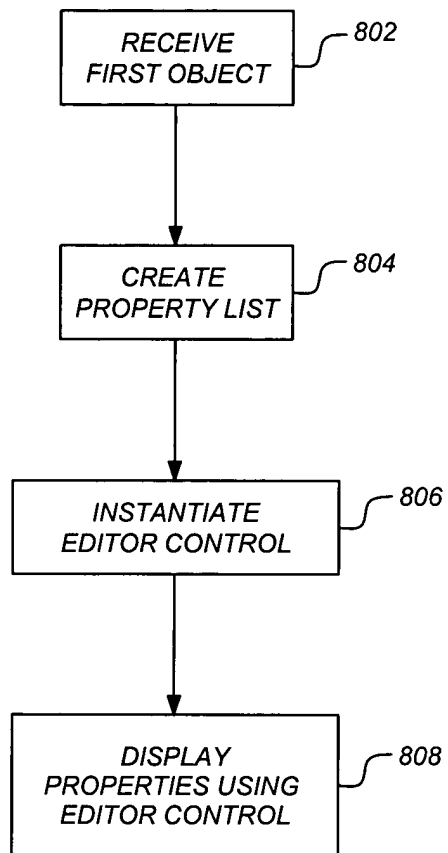 RECEIVE
FIRST OBJECT
802
CREATE
PROPERTY LIST
804
INSTANTIATE
EDITOR CONTROL
806
DISPLAY
PROPERTIES USING
EDITOR CONTROL
808